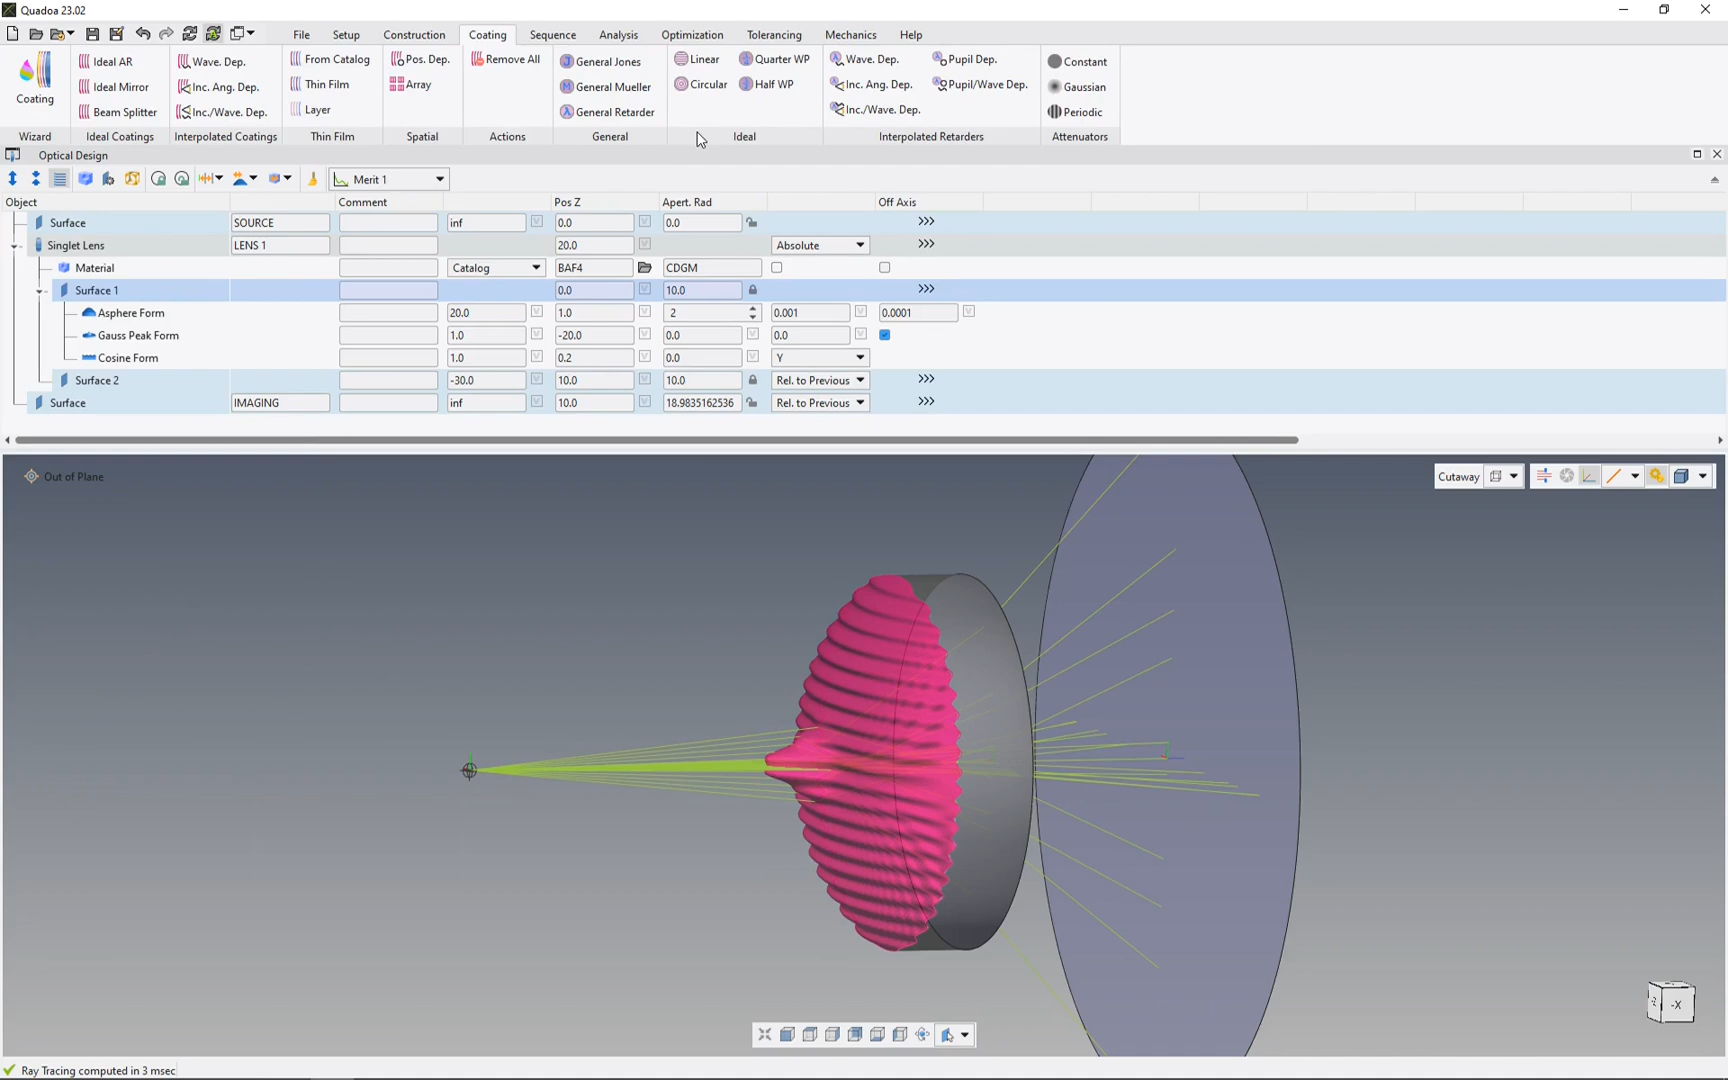 Quadoa 23.02
File Setup Construction Coating Sequence Analysis Optimization Tolerancing Mechanics Help
Coating
Wizard
Ideal AR
Ideal Mirror
Beam Splitter
Ideal Coatings
Wave. Dep.
Inc. Ang. Dep.
Inc./Wave. Dep.
Interpolated Coatings
From Catalog
Thin Film
Layer
Thin Film
Pos. Dep.
Array
Spatial
Remove All
Actions
General Jones
General Mueller
General Retarder
General
Linear Quarter WP
Circular Half WP
Ideal
Wave. Dep. Pupil Dep.
Inc. Ang. Dep. Pupil/Wave Dep.
Inc./Wave. Dep.
Interpolated Retarders
Constant
Gaussian
Periodic
Attenuators
Optical Design
Merit 1
Object Comment Pos Z Apert. Rad Off Axis
Surface SOURCE inf V 0.0 V 0.0 >>>
Singlet Lens LENS 1 20.0 V Absolute >>>
Material Catalog BAF4 CDGM
Surface 1 0.0 V 10.0 >>>
Asphere Form 20.0 V 1.0 V 2 0.001 V 0.0001 V
Gauss Peak Form 1.0 V -20.0 V 0.0 V 0.0 V
Cosine Form 1.0 V 0.2 V 0.0 V Y
Surface 2 -30.0 V 10.0 V 10.0 Rel. to Previous >>>
Surface IMAGING inf V 10.0 V 18.9835162536 Rel. to Previous >>>
Out of Plane
Cutaway
-X
Ray Tracing computed in 3 msec